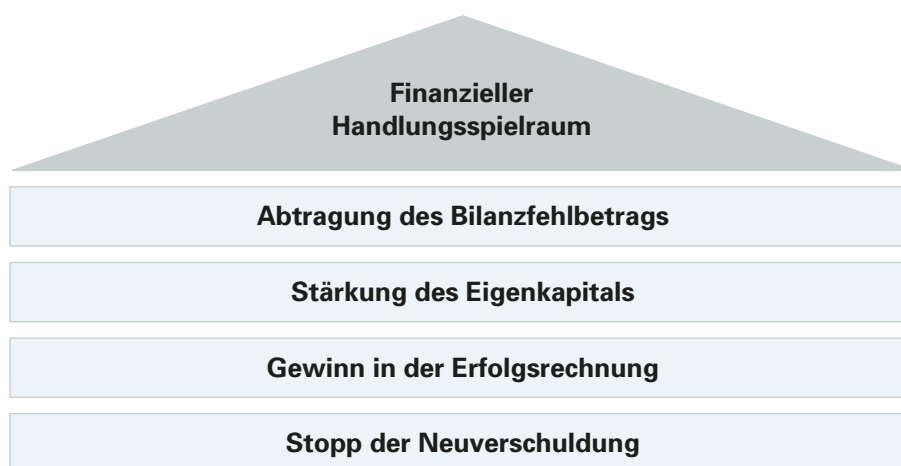 Finanzieller
Handlungsspielraum
Abtragung des Bilanzfehlbetrags
Stärkung des Eigenkapitals
Gewinn in der Erfolgsrechnung
Stopp der Neuverschuldung